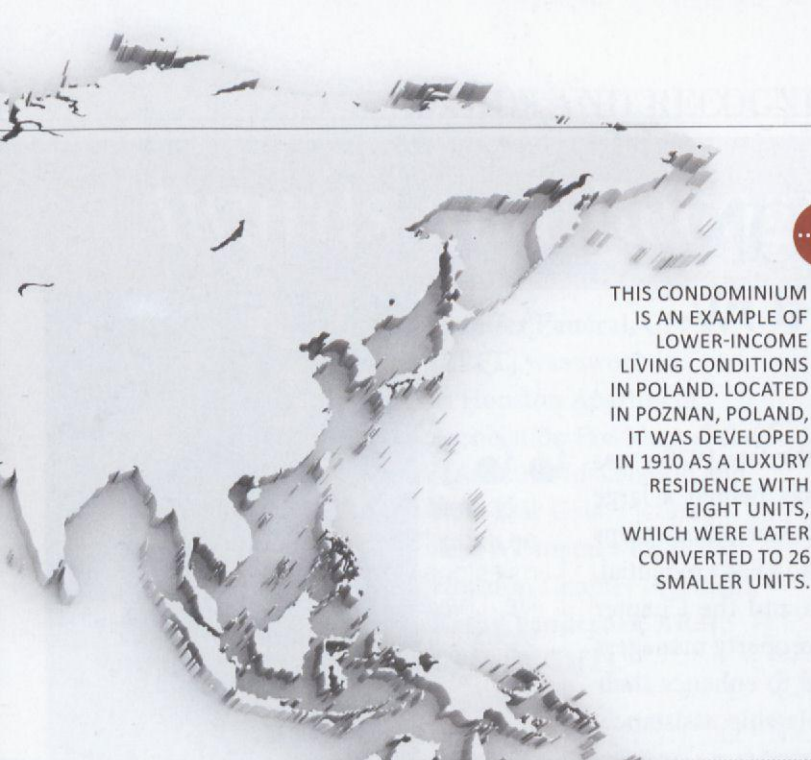 THIS CONDOMINIUM
IS AN EXAMPLE OF
LOWER-INCOME
LIVING CONDITIONS
IN POLAND. LOCATED
IN POZNAN, POLAND,
IT WAS DEVELOPED
IN 1910 AS A LUXURY
RESIDENCE WITH
EIGHT UNITS,
WHICH WERE LATER
CONVERTED TO 26
SMALLER UNITS.